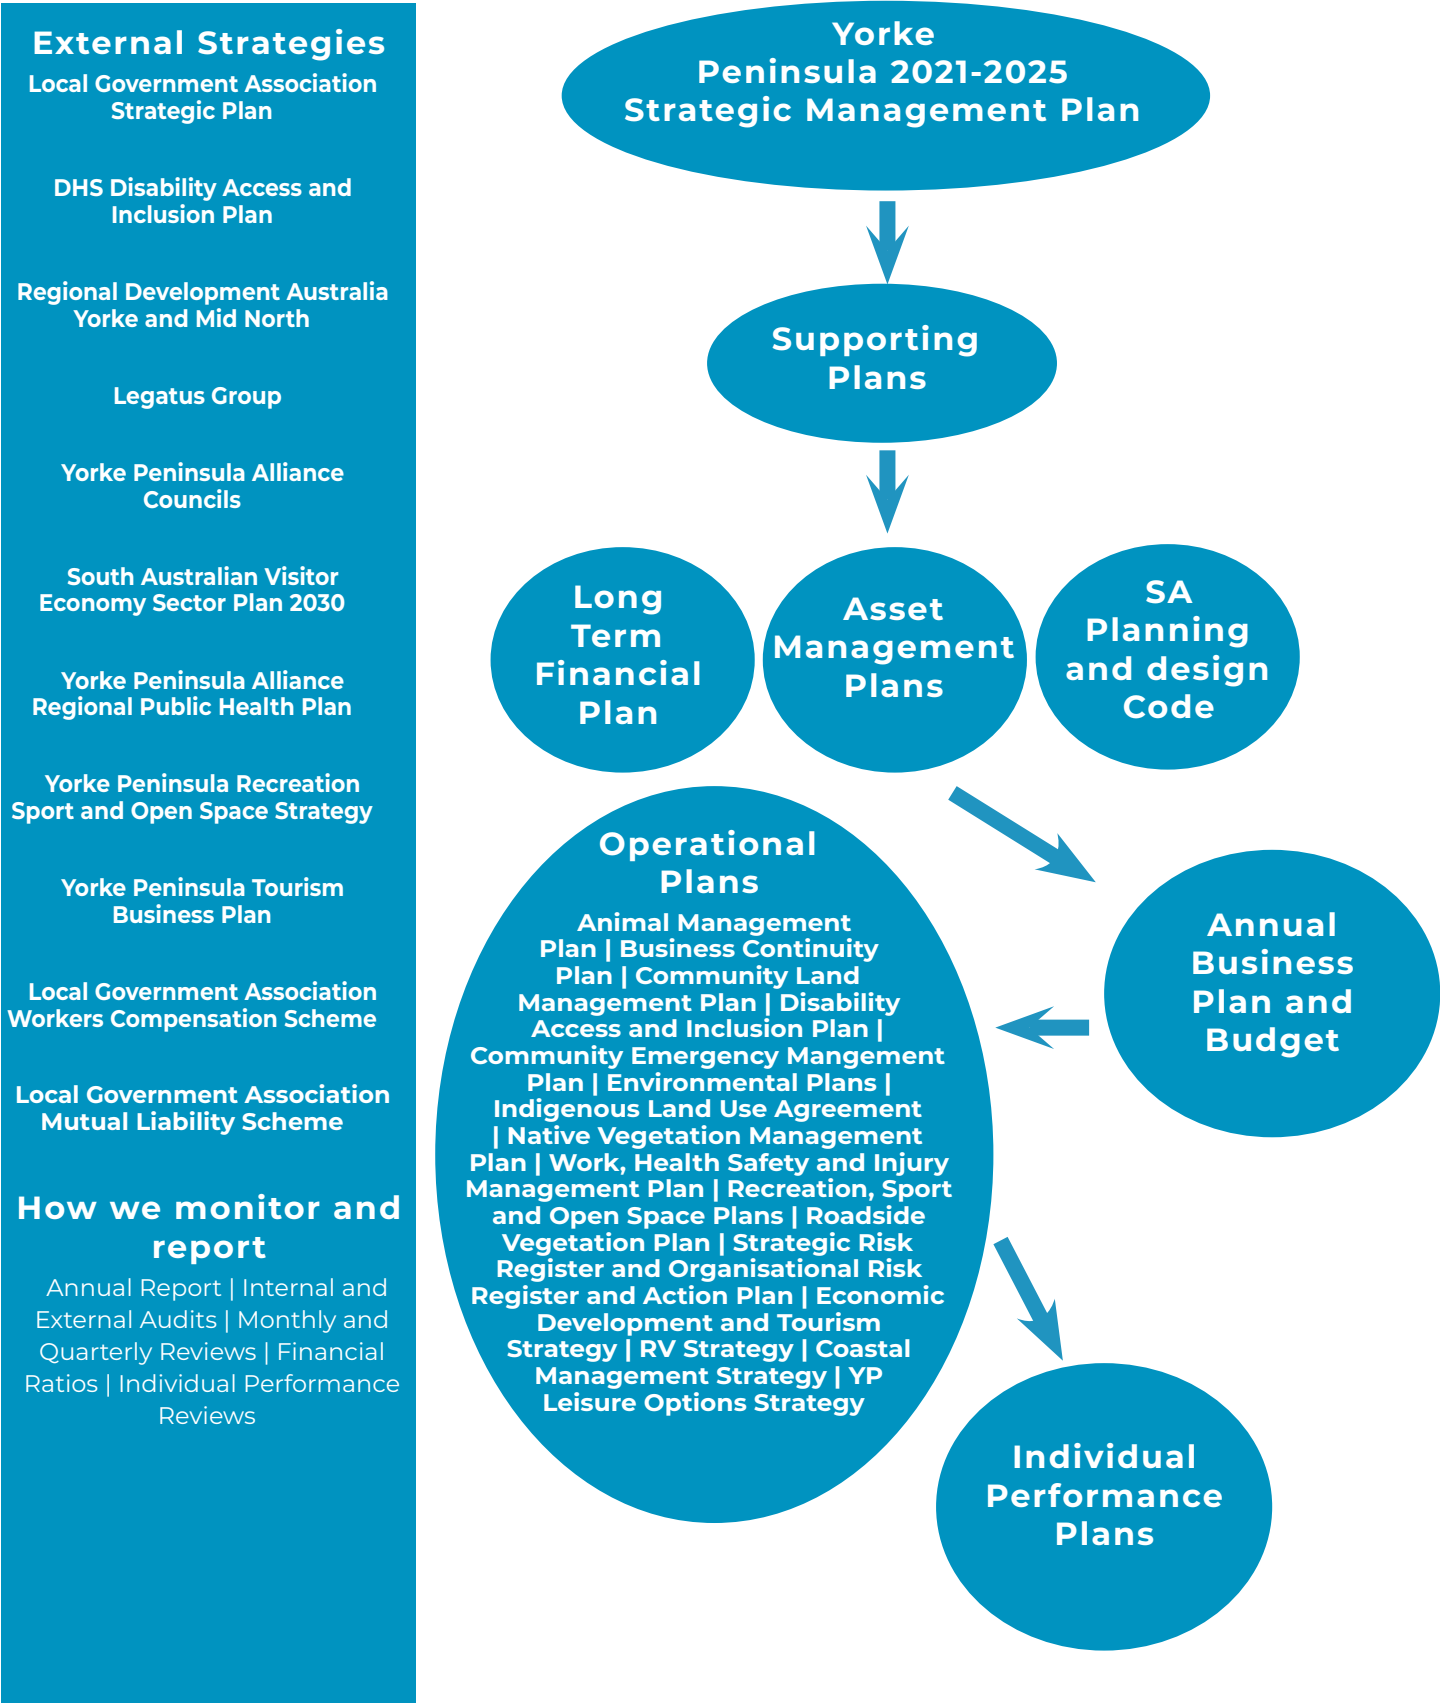 External Strategies
Local Government Association
Strategic Plan
DHS Disability Access and
Inclusion Plan
Regional Development Australia
Yorke and Mid North
Legatus Group
Yorke Peninsula Alliance
Councils
South Australian Visitor
Economy Sector Plan 2030
Yorke Peninsula Alliance
Regional Public Health Plan
Yorke Peninsula Recreation
Sport and Open Space Strategy
Yorke Peninsula Tourism
Business Plan
Local Government Association
Workers Compensation Scheme
Local Government Association
Mutual Liability Scheme
How we monitor and
report
Annual Report | Internal and
External Audits | Monthly and
Quarterly Reviews | Financial
Ratios | Individual Performance
Reviews
Yorke
Peninsula 2021-2025
Strategic Management Plan
Supporting
Plans
Long
Term
Financial
Plan
Asset
Management
Plans
SA
Planning
and design
Code
Annual
Business
Plan and
Budget
Operational
Plans
Animal Management
Plan | Business Continuity
Plan | Community Land
Management Plan | Disability
Access and Inclusion Plan |
Community Emergency Mangement
Plan | Environmental Plans |
Indigenous Land Use Agreement
| Native Vegetation Management
Plan | Work, Health Safety and Injury
Management Plan | Recreation, Sport
and Open Space Plans | Roadside
Vegetation Plan | Strategic Risk
Register and Organisational Risk
Register and Action Plan | Economic
Development and Tourism
Strategy | RV Strategy | Coastal
Management Strategy | YP
Leisure Options Strategy
Individual
Performance
Plans